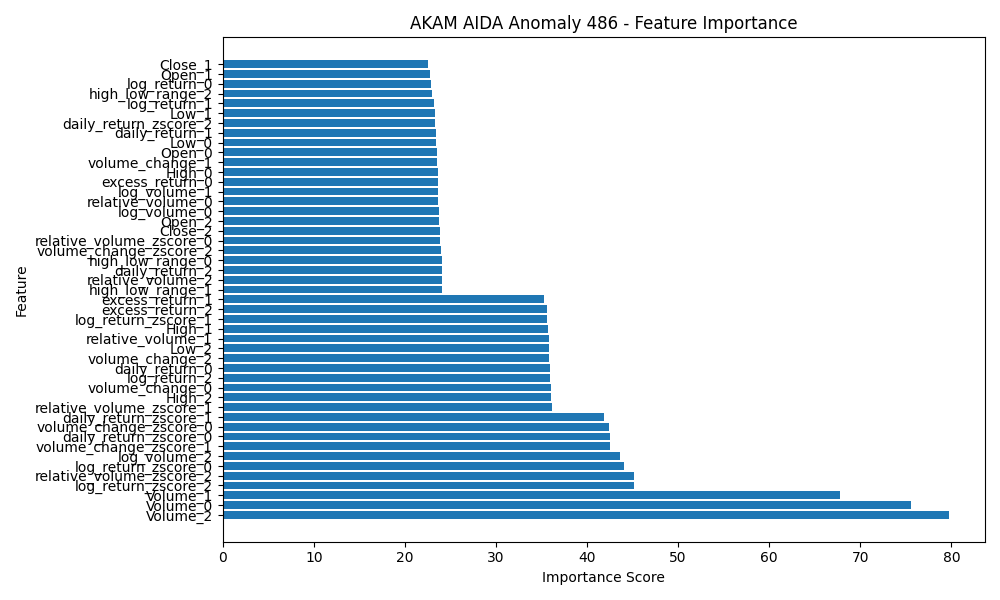 AKAM AIDA Anomaly 486 - Feature Importance
Close_1
Open_1
log_return_0
high_low_range_2
log_return_1
Low_1
daily_return_zscore_2
daily_return_1
Low_0
Open_0
volume_change_1
High_0
excess_return_0
log_volume_1
relative_volume_0
log_volume_0
Open_2
Close_2
relative_volume_zscore_0
volume_change_zscore_2
high_low_range_0
daily_return_2
relative_volume_2
high_low_range_1
excess_return_1
excess_return_2
log_return_zscore_1
High_1
relative_volume_1
Low_2
volume_change_2
daily_return_0
log_return_2
volume_change_0
High_2
relative_volume_zscore_1
daily_return_zscore_1
volume_change_zscore_0
daily_return_zscore_0
volume_change_zscore_1
log_volume_2
log_return_zscore_0
relative_volume_zscore_2
log_return_zscore_2
Volume_1
Volume_0
Volume_2
Feature
0 10 20 30 40 50 60 70 80
Importance Score